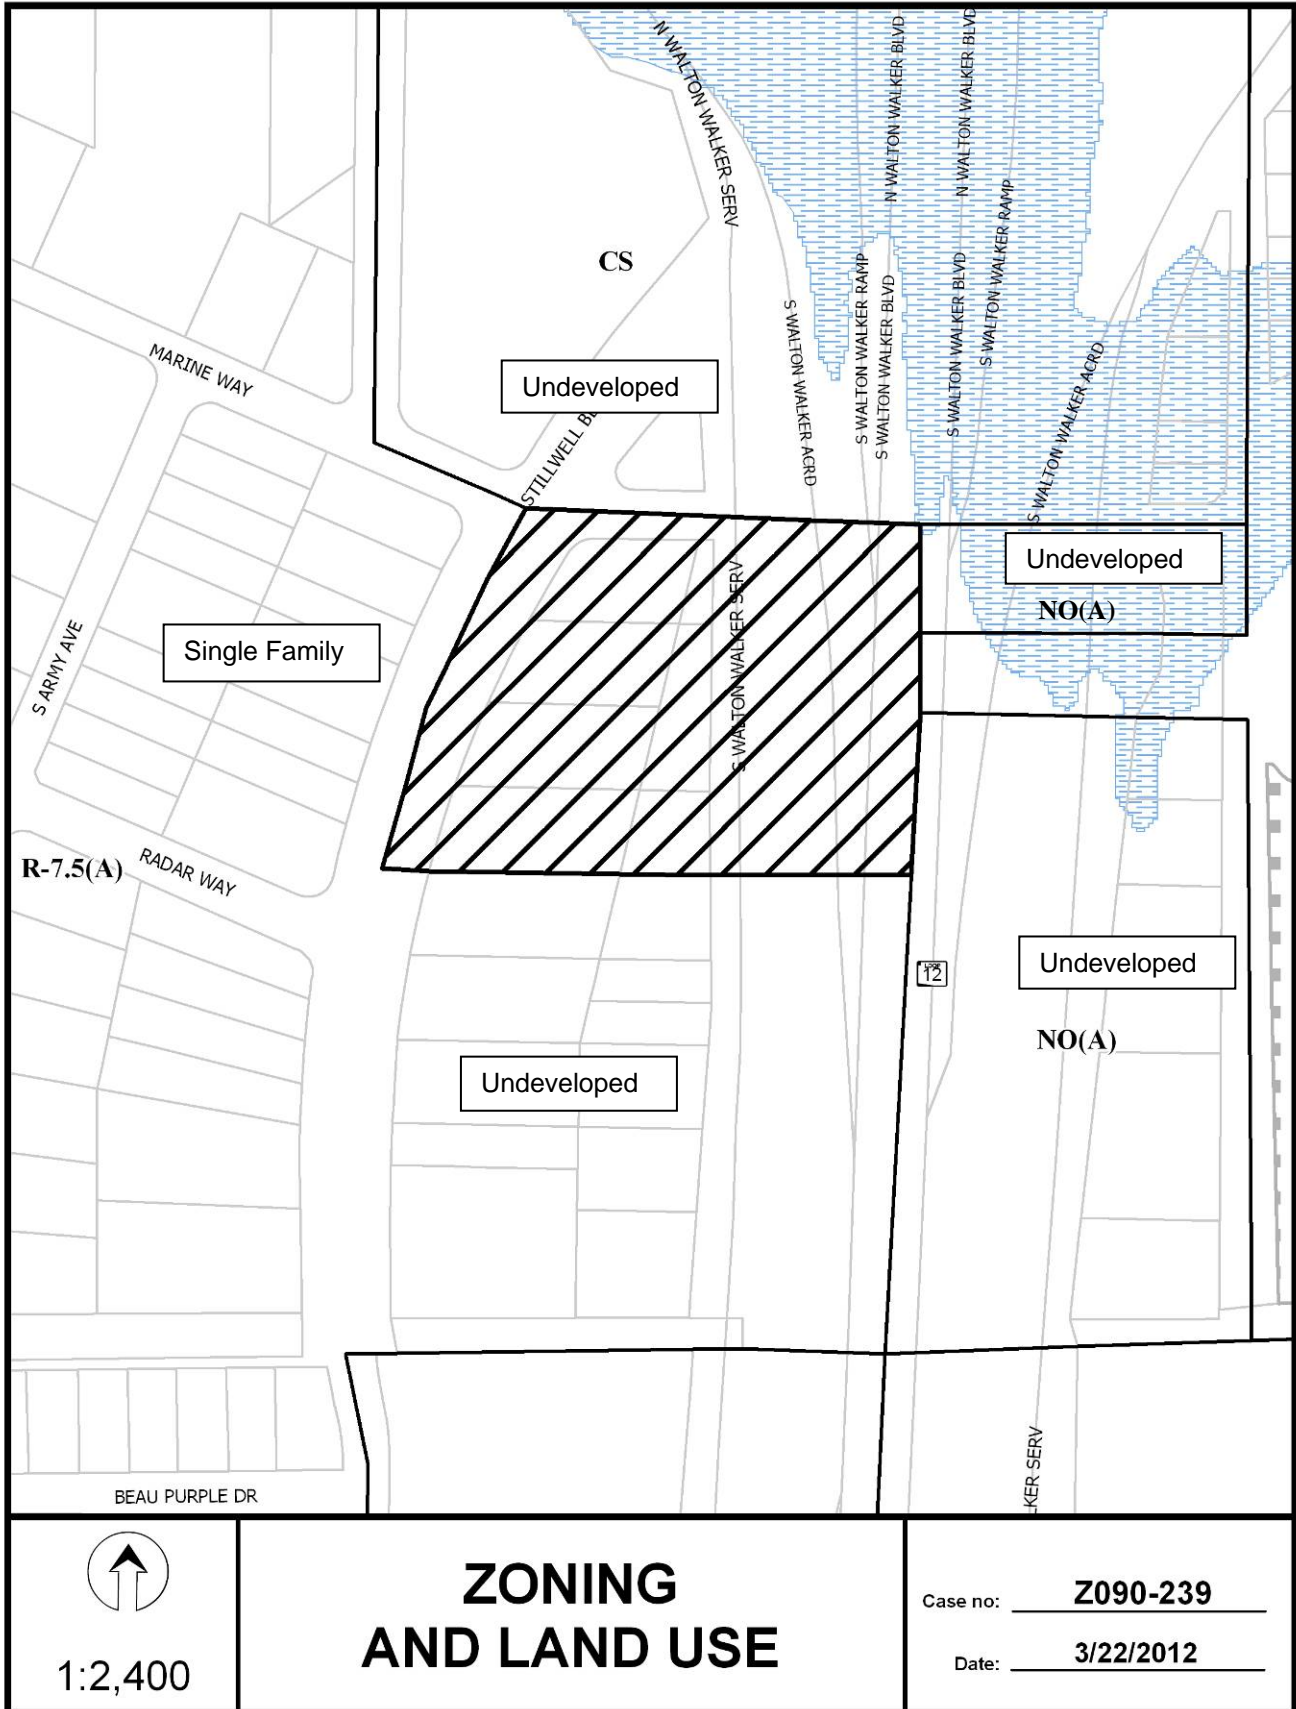 N WALTON WALKER SERV
N WALTON WALKER BLVD
N WALTON WALKER BLVD
CS
MARINE WAY
Undeveloped
STILLWELL
S WALTON WALKER ACRD
S WALTON WALKER RAMP
S WALTON WALKER BLVD
S WALTON WALKER BLVD
S WALTON WALKER RAMP
S WALTON WALKER ACRD
Undeveloped
NO(A)
S WALTON WALKER SERV
Single Family
S ARMY AVE
R-7.5(A)
RADAR WAY
12
Undeveloped
NO(A)
Undeveloped
KER SERV
BEAU PURPLE DR
1:2,400
ZONING
AND LAND USE
Case no: Z090-239
Date: 3/22/2012